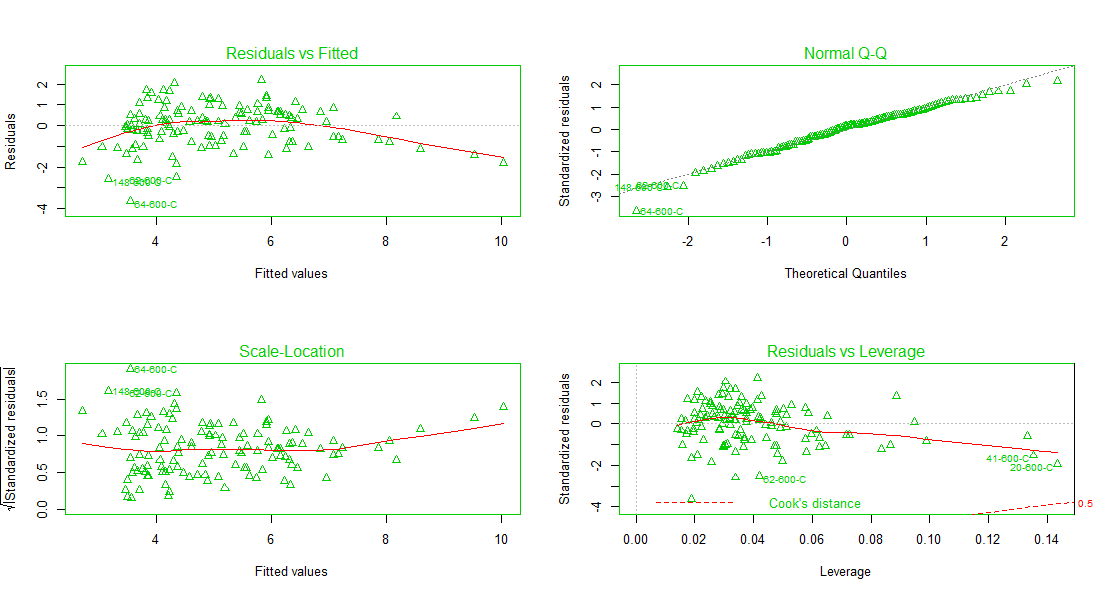 Residuals vs Fitted
Residuals
2
1
0
-2
-4
148-600-C
64-600-C
4
6
8
10
Fitted values
Normal Q-Q
Standardized residuals
2
1
0
-1
-2
-3
64-600-C
-2
-1
0
1
2
Theoretical Quantiles
Scale-Location
√|Standardized residuals|
1.5
1.0
0.5
0.0
64-600-C
4
6
8
10
Fitted values
Residuals vs Leverage
Standardized residuals
2
0
-2
-4
41-600-C
20-600-C
62-600-C
Cook's distance
0.5
0.00
0.02
0.04
0.06
0.08
0.10
0.12
0.14
Leverage